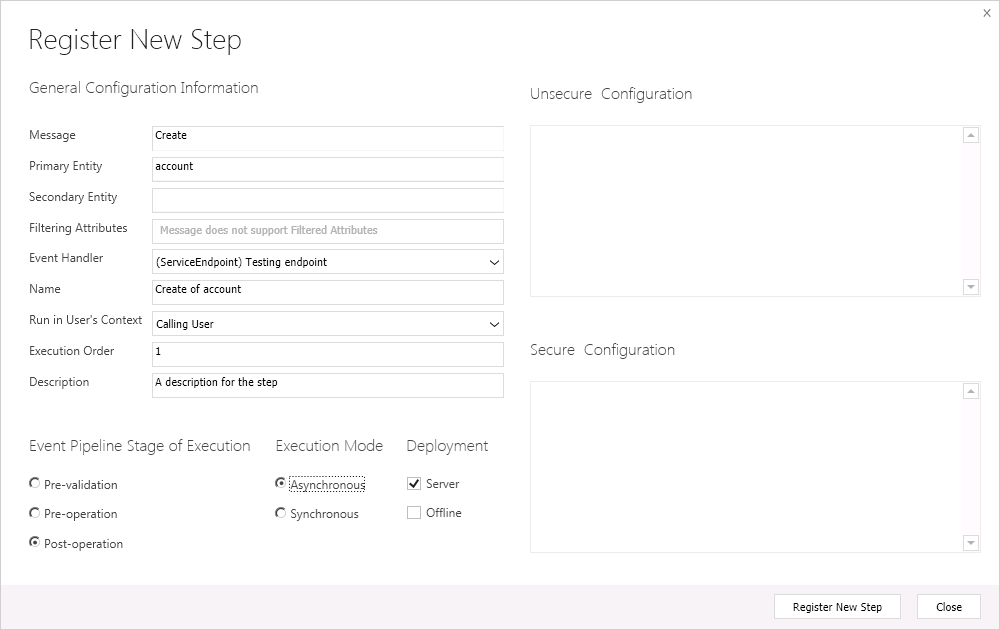 Register New Step
General Configuration Information
Message Create
Primary Entity account
Secondary Entity
Filtering Attributes Message does not support Filtered Attributes
Event Handler (ServiceEndpoint) Testing endpoint
Name Create of account
Run in User's Context Calling User
Execution Order 1
Description A description for the step
Event Pipeline Stage of Execution
Pre-validation
Pre-operation
Post-operation
Execution Mode
Asynchronous
Synchronous
Deployment
Server
Offline
Unsecure Configuration
Secure Configuration
Register New Step
Close